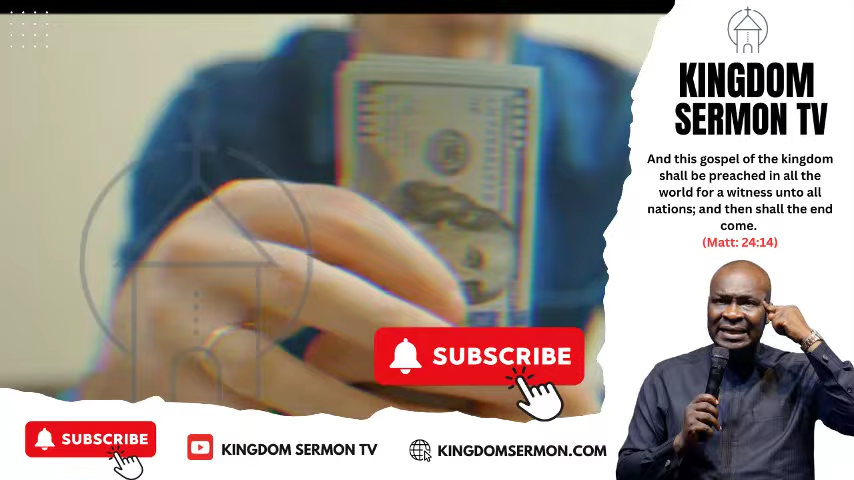 KINGDOM
SERMON TV
And this gospel of the kingdom
shall be preached in all the
world for a witness unto all
nations; and then shall the end
come.
(Matt: 24:14)
SUBSCRIBE
SUBSCRIBE
KINGDOM SERMON TV
KINGDOMSERMON.COM